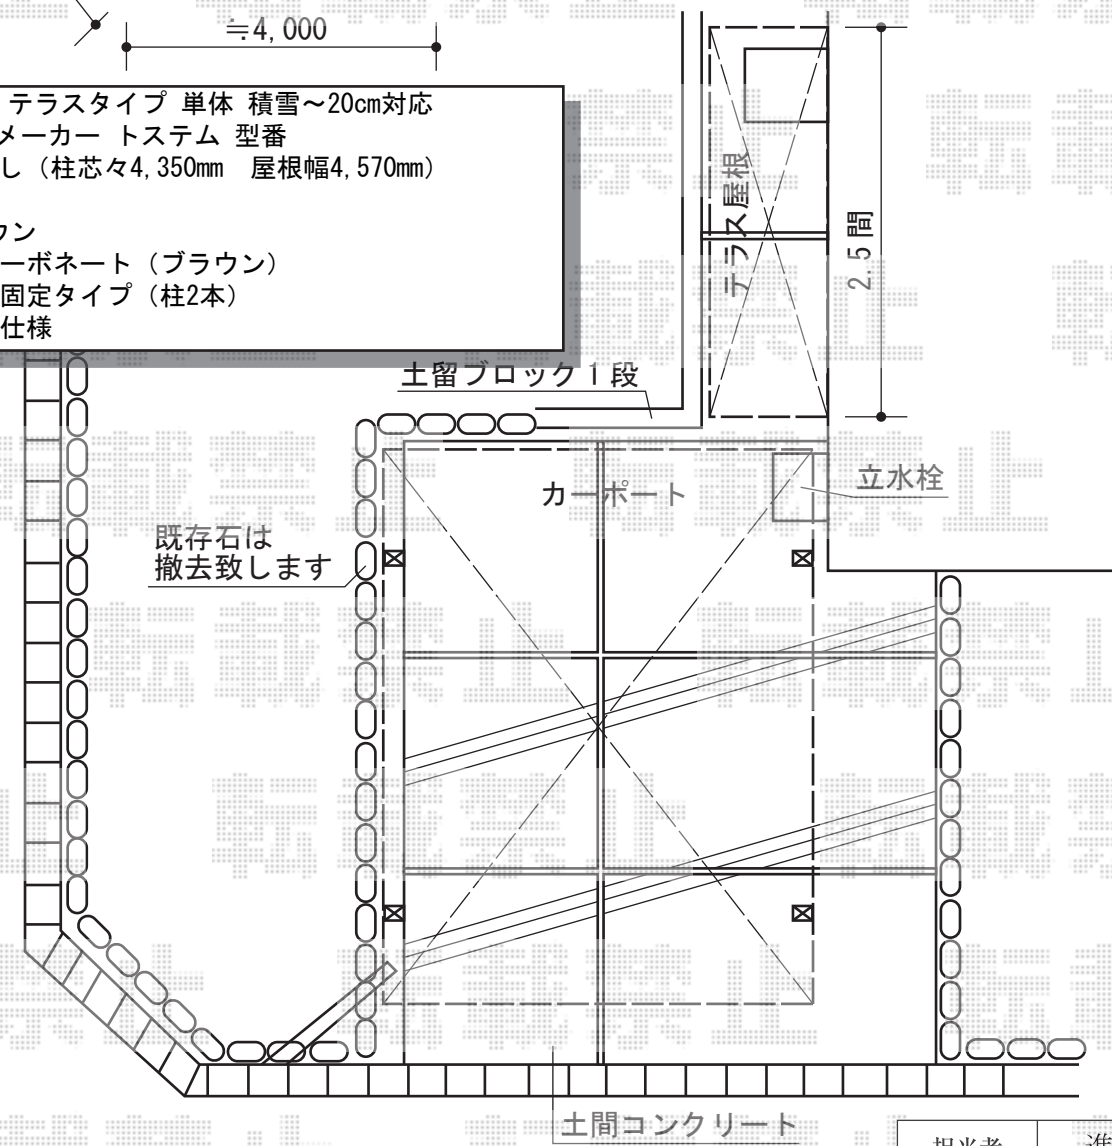 ≒4,000
テラスタイプ 単体 積雪～20cm対応
メーカー トステム 型番
し（柱芯々4,350mm 屋根幅4,570mm）
ウン
ーボネート（ブラウン）
固定タイプ（柱2本）
仕様
テラス屋根
2.5間
土留ブロック1段
カーポート
立水栓
既存石は
撤去致します
土間コンクリート
担当者
転載禁止